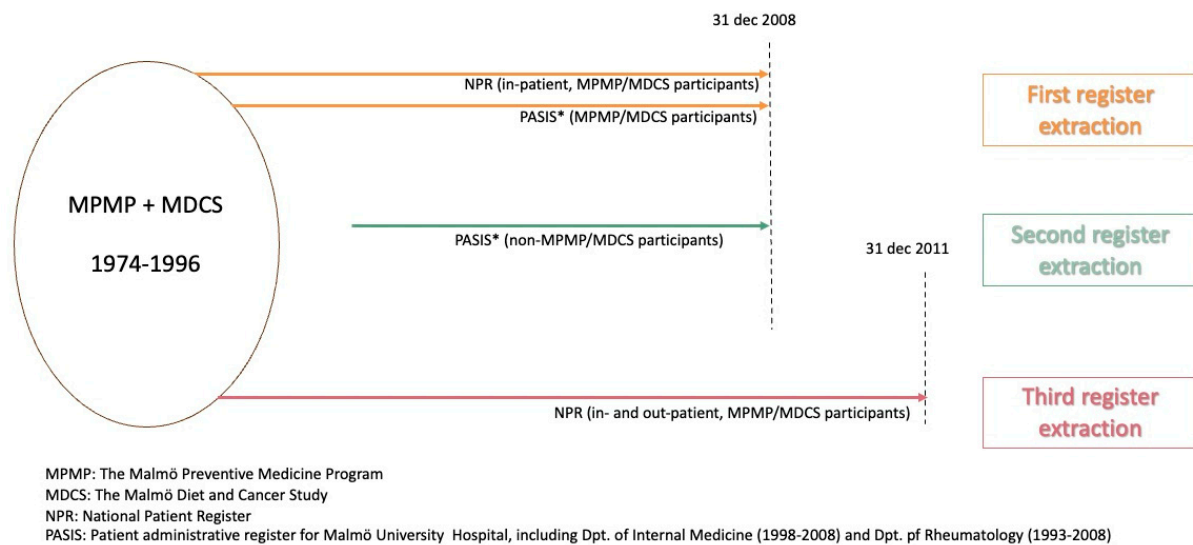 31 dec 2008
NPR (in-patient, MPMP/MDCS participants)
First register
extraction
PASIS* (MPMP/MDCS participants)
MPMP + MDCS
1974-1996
PASIS* (non-MPMP/MDCS participants)
Second register
extraction
31 dec 2011
NPR (in- and out-patient, MPMP/MDCS participants)
Third register
extraction
MPMP: The Malmö Preventive Medicine Program
MDCS: The Malmö Diet and Cancer Study
NPR: National Patient Register
PASIS: Patient administrative register for Malmö University Hospital, including Dpt. of Internal Medicine (1998-2008) and Dpt. pf Rheumatology (1993-2008)